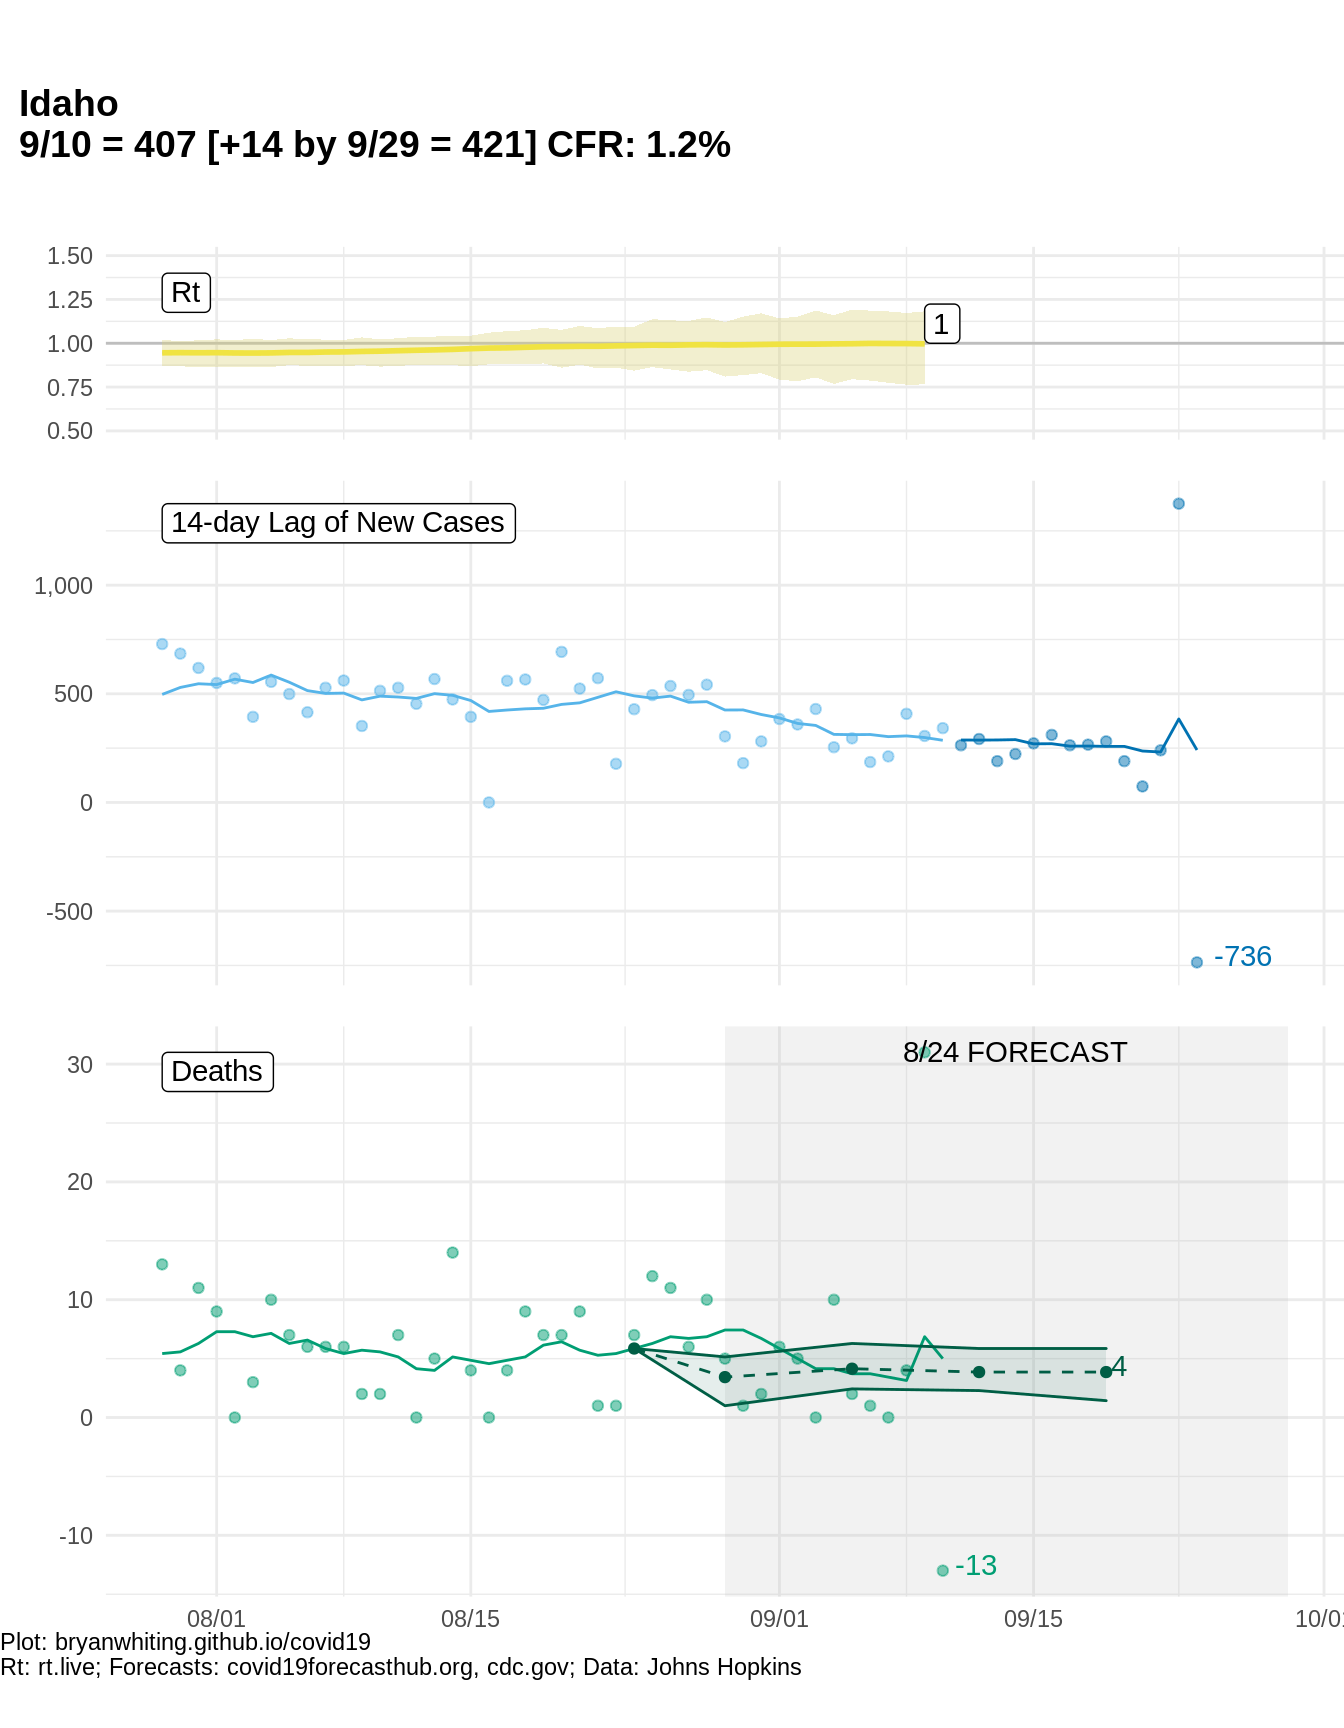 Idaho
9/10 = 407 [+14 by 9/29 = 421] CFR: 1.2%
1.50
1.25
1.00
0.75
0.50
Rt
1
14-day Lag of New Cases
1,000
500
0
-500
-736
8/24 FORECAST
Deaths
30
20
10
0
-10
4
-13
08/01
08/15
09/01
09/15
10/01
Plot: bryanwhiting.github.io/covid19
Rt: rt.live; Forecasts: covid19forecasthub.org, cdc.gov; Data: Johns Hopkins